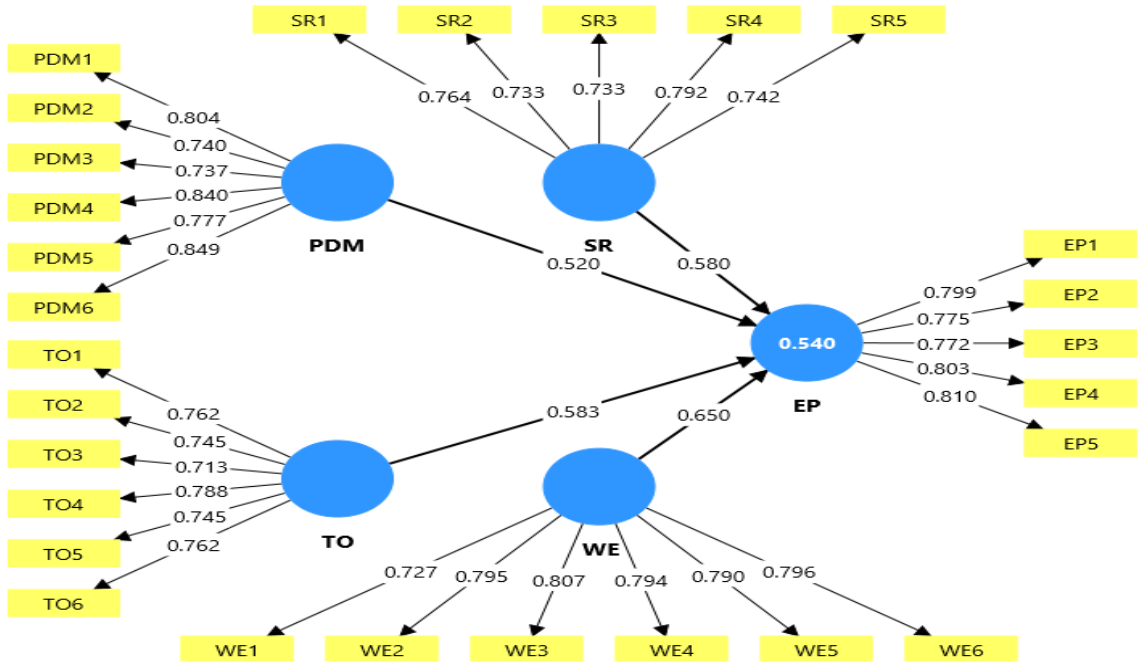 SR1 SR2 SR3 SR4 SR5
0.764 0.733 0.733 0.792 0.742
PDM1
PDM2
PDM3
PDM4
PDM5
PDM6
0.804
0.740
0.737
0.840
0.777
0.849
PDM
SR
0.520
0.580
TO1
TO2
TO3
TO4
TO5
TO6
0.762
0.745
0.713
0.788
0.745
0.762
TO
0.583
0.650
0.540
EP
0.799
0.775
0.772
0.803
0.810
EP1
EP2
EP3
EP4
EP5
WE
0.727 0.795 0.807 0.794 0.790 0.796
WE1 WE2 WE3 WE4 WE5 WE6